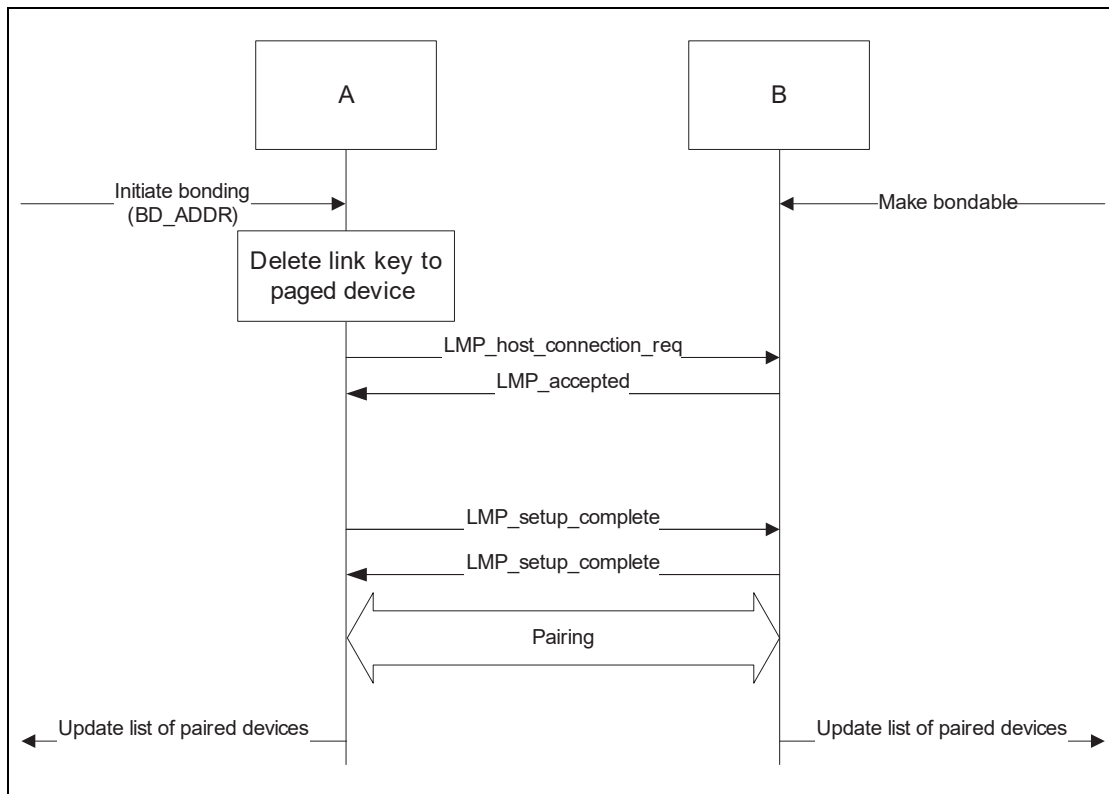 A
B
Initiate bonding
(BD_ADDR)
Make bondable
Delete link key to
paged device
LMP_host_connection_req
LMP_accepted
LMP_setup_complete
LMP_setup_complete
Pairing
Update list of paired devices
Update list of paired devices